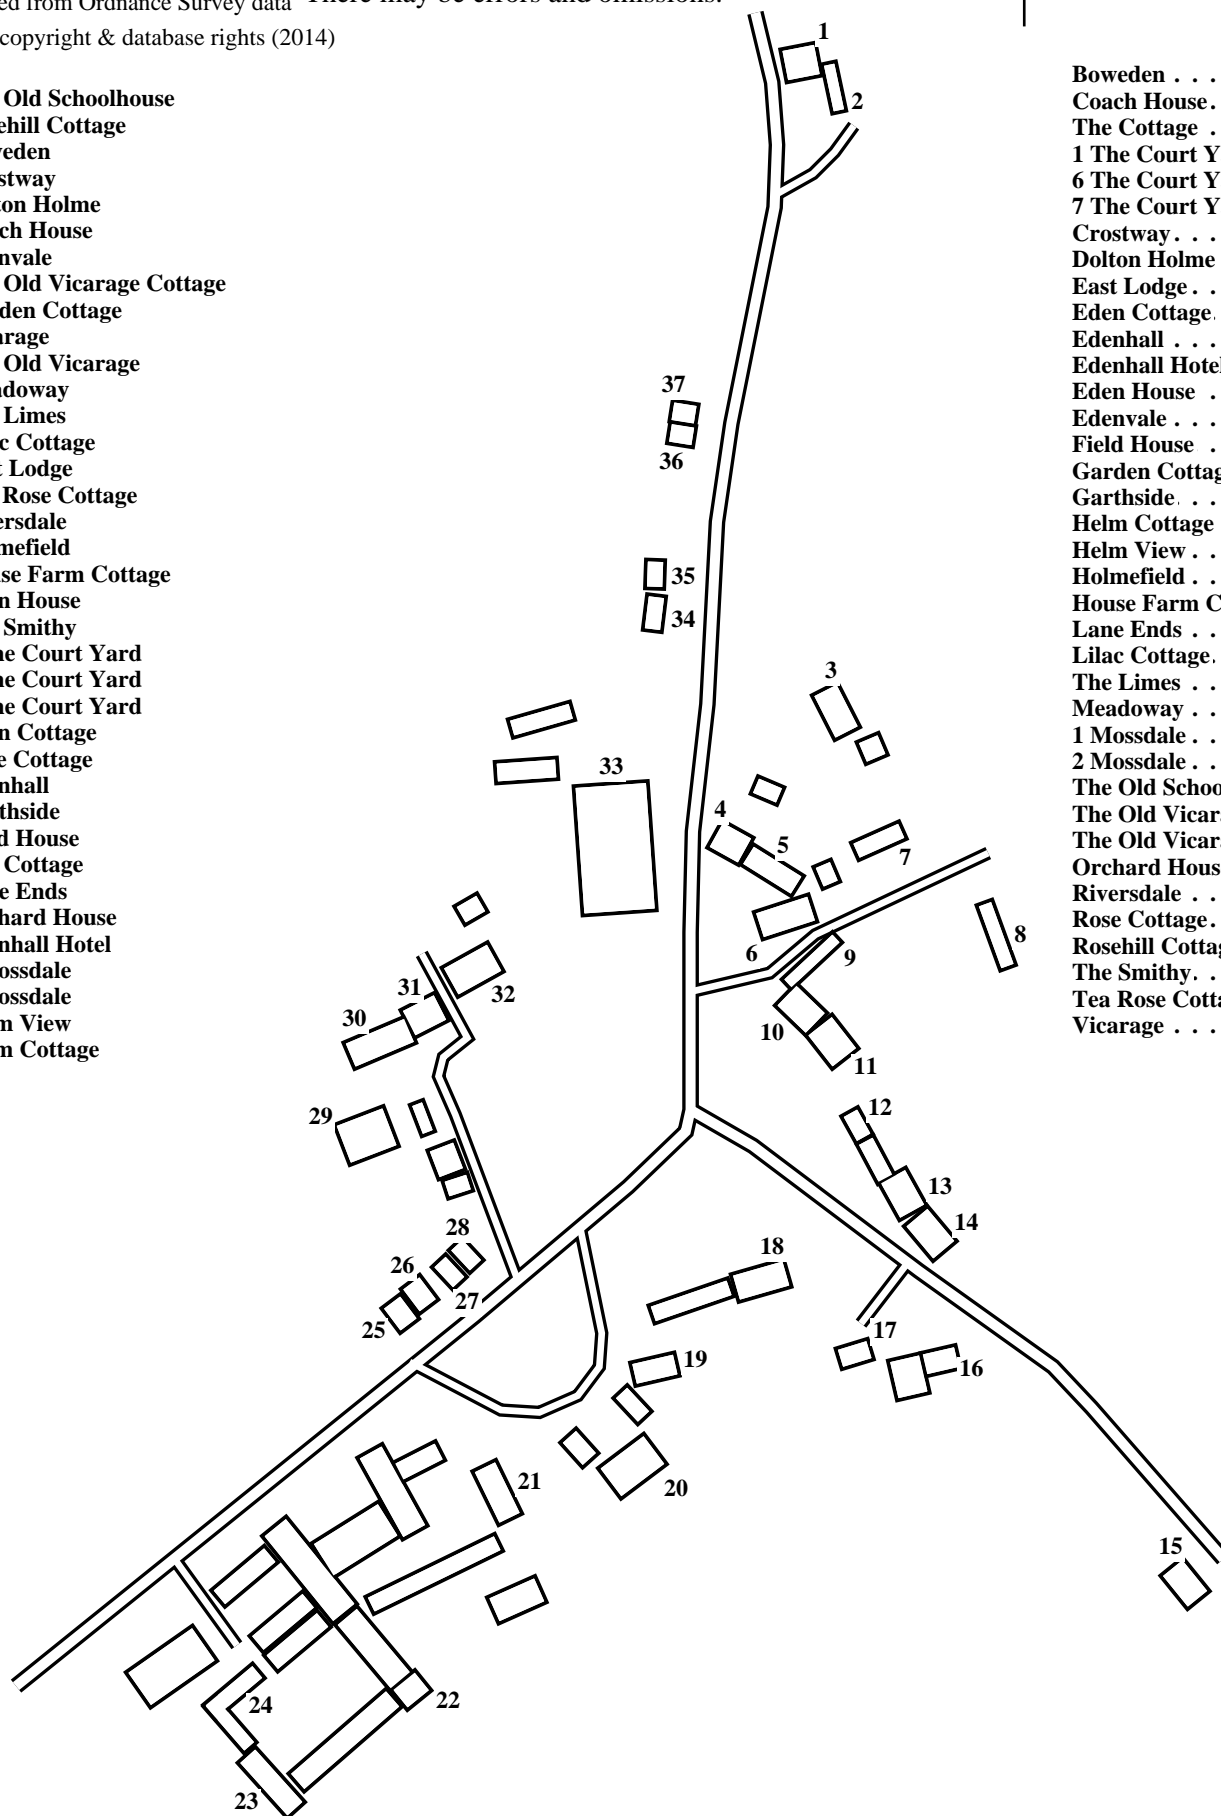 ed from Ordnance Survey data There may be errors and omissions.
copyright & database rights (2014)
Old Schoolhouse
ehill Cottage
veden
stway
ton Holme
ch House
nvale
Old Vicarage Cottage
den Cottage
arage
Old Vicarage
adoway
Limes
c Cottage
t Lodge
Rose Cottage
ersdale
mefield
se Farm Cottage
n House
Smithy
ne Court Yard
ne Court Yard
ne Court Yard
n Cottage
e Cottage
nhall
thside
d House
Cottage
e Ends
hard House
nhall Hotel
ossdale
ossdale
m View
m Cottage
1
2
37
36
35
34
3
33
4
5
7
6
8
9
31
32
30
10
11
29
12
13
14
28
26
27
25
18
17
19
16
21
20
15
22
24
23
Boweden . . .
Coach House .
The Cottage .
1 The Court Y
6 The Court Y
7 The Court Y
Crostway . . .
Dolton Holme
East Lodge . .
Eden Cottage .
Edenhall . . .
Edenhall Hotel
Eden House .
Edenvale . . .
Field House .
Garden Cottag
Garthside . . .
Helm Cottage
Helm View . .
Holmefield . .
House Farm C
Lane Ends . .
Lilac Cottage .
The Limes . .
Meadoway . .
1 Mossdale . .
2 Mossdale . .
The Old Schoo
The Old Vicar
The Old Vicar
Orchard Hous
Riversdale . .
Rose Cottage .
Rosehill Cottag
The Smithy . .
Tea Rose Cotta
Vicarage . . .